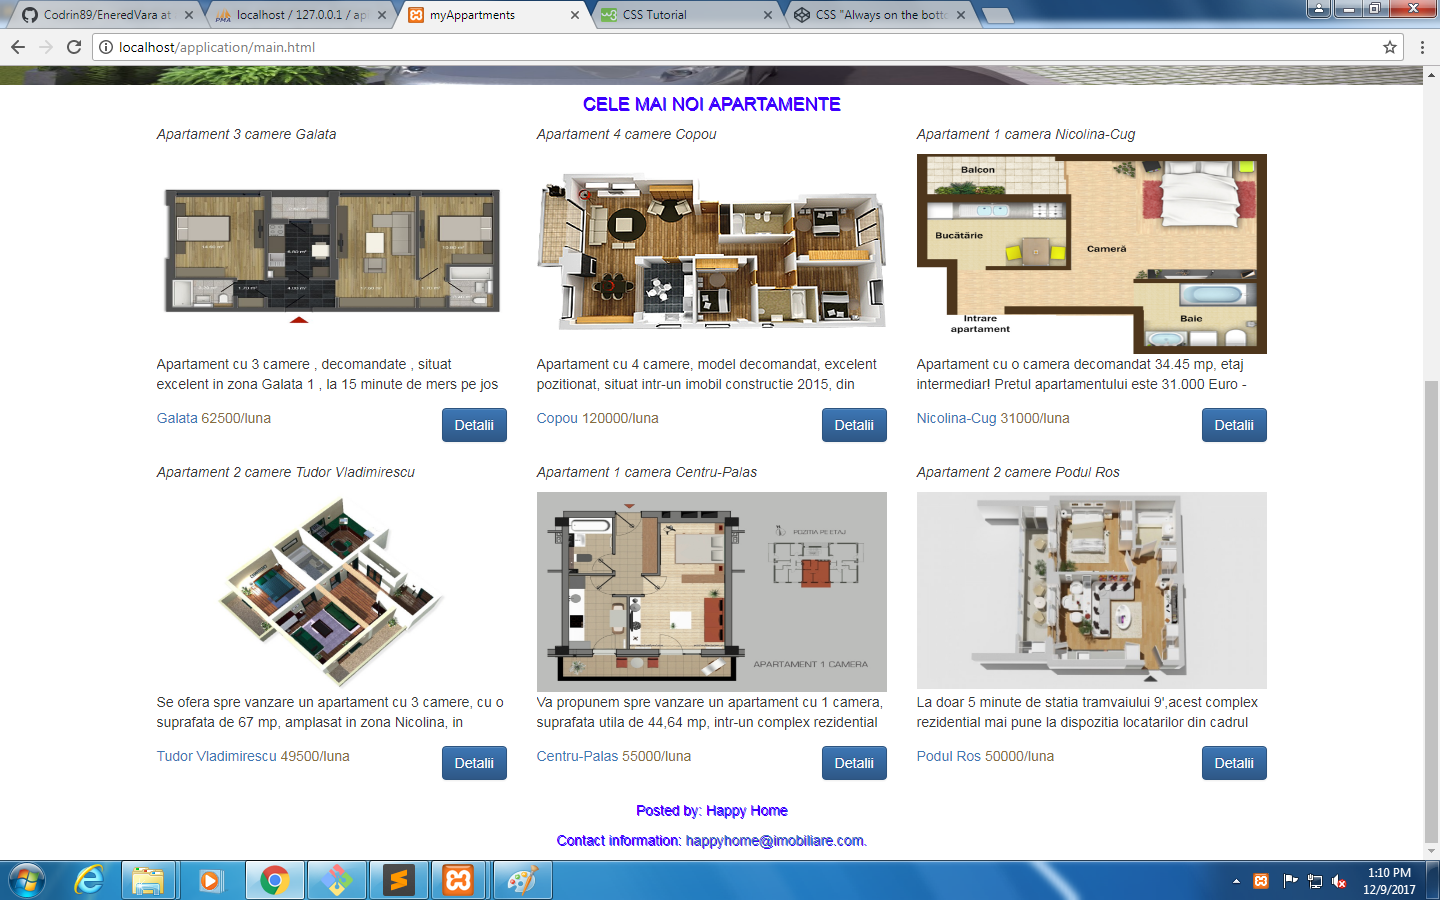 Codrin89/EneredVara at
localhost / 127.0.0.1 / ap
myAppartments
CSS Tutorial
CSS "Always on the bott
localhost/application/main.html
CELE MAI NOI APARTAMENTE
Apartament 3 camere Galata
Apartament 4 camere Copou
Apartament 1 camera Nicolina-Cug
Balcon
Bucătărie
Cameră
Intrare
apartament
Baie
Apartament cu 3 camere , decomandate , situat
excelent in zona Galata 1 , la 15 minute de mers pe jos
Apartament cu 4 camere, model decomandat, excelent
pozitionat, situat intr-un imobil constructie 2015, din
Apartament cu o camera decomandat 34.45 mp, etaj
intermediar! Pretul apartamentului este 31.000 Euro -
Galata 62500/luna
Detalii
Copou 120000/luna
Detalii
Nicolina-Cug 31000/luna
Detalii
Apartament 2 camere Tudor Vladimirescu
Apartament 1 camera Centru-Palas
Apartament 2 camere Podul Ros
POZITIA PE ETAJ
APARTAMENT 1 CAMERA
Se ofera spre vanzare un apartament cu 3 camere, cu o
suprafata de 67 mp, amplasat in zona Nicolina, in
Va propunem spre vanzare un apartament cu 1 camera,
suprafata utila de 44,64 mp, intr-un complex rezidential
La doar 5 minute de statia tramvaiului 9',acest complex
rezidential mai pune la dispozitia locatarilor din cadrul
Tudor Vladimirescu 49500/luna
Detalii
Centru-Palas 55000/luna
Detalii
Podul Ros 50000/luna
Detalii
Posted by: Happy Home
Contact information: happyhome@imobiliare.com.
1:10 PM
12/9/2017